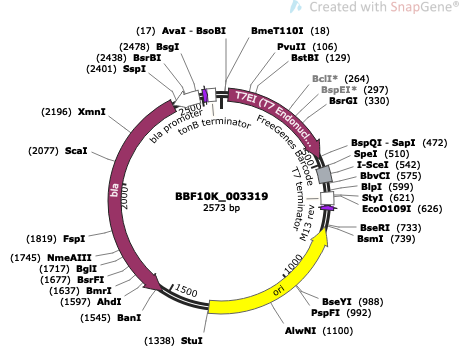 Created with SnapGene®
(17) AvaI - BsoBI
BmeT110I (18)
(2478) BsgI
PvuII (106)
(2438) BsrBI
BstBI (129)
(2401) SspI
BclI* (264)
BspEI* (297)
BsrGI (330)
(2196) XmnI
(2077) ScaI
BspQI - SapI (472)
SpeI (510)
I-SceI (542)
BbvCI (575)
BlpI (599)
StyI (621)
EcoO109I (626)
BseRI (733)
BsmI (739)
(1819) FspI
(1745) NmeAIII
(1717) BglI
(1677) BsrFI
(1637) BmrI
(1597) AhdI
(1545) BanI
(1338) StuI
BseYI (988)
PspFI (992)
AlwNI (1100)
BBF10K_003319
2573 bp
T7EI (T7 Endonucl...
FreeGenes Barcode
T7 terminator
M13 rev
ori
bla
bla promoter
tonB terminator
500
1000
1500
2000
2500